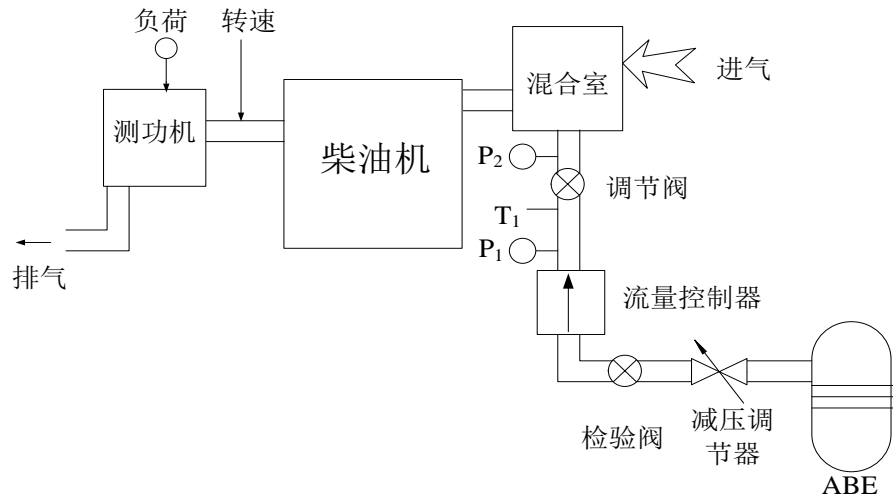 负荷
转速
混合室
进气
测功机
柴油机
P2
调节阀
T1
P1
排气
流量控制器
检验阀
减压调
节器
ABE